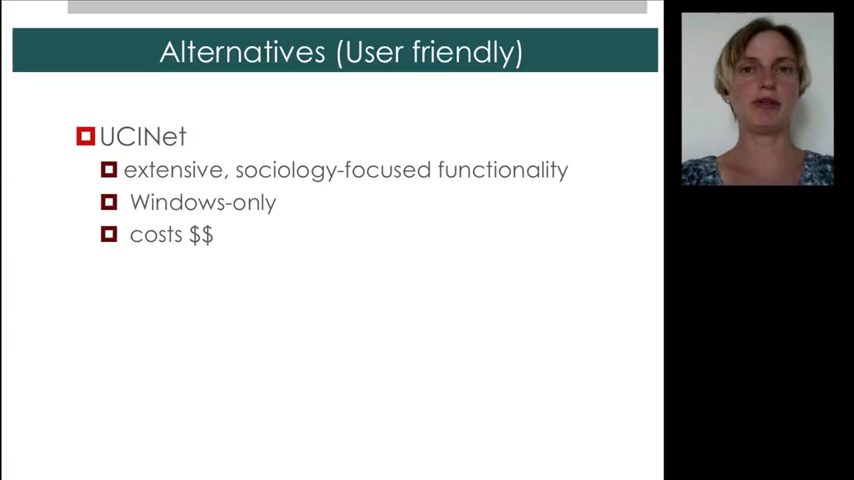 Alternatives (User friendly)
UCINet
extensive, sociology-focused functionality
Windows-only
costs $$